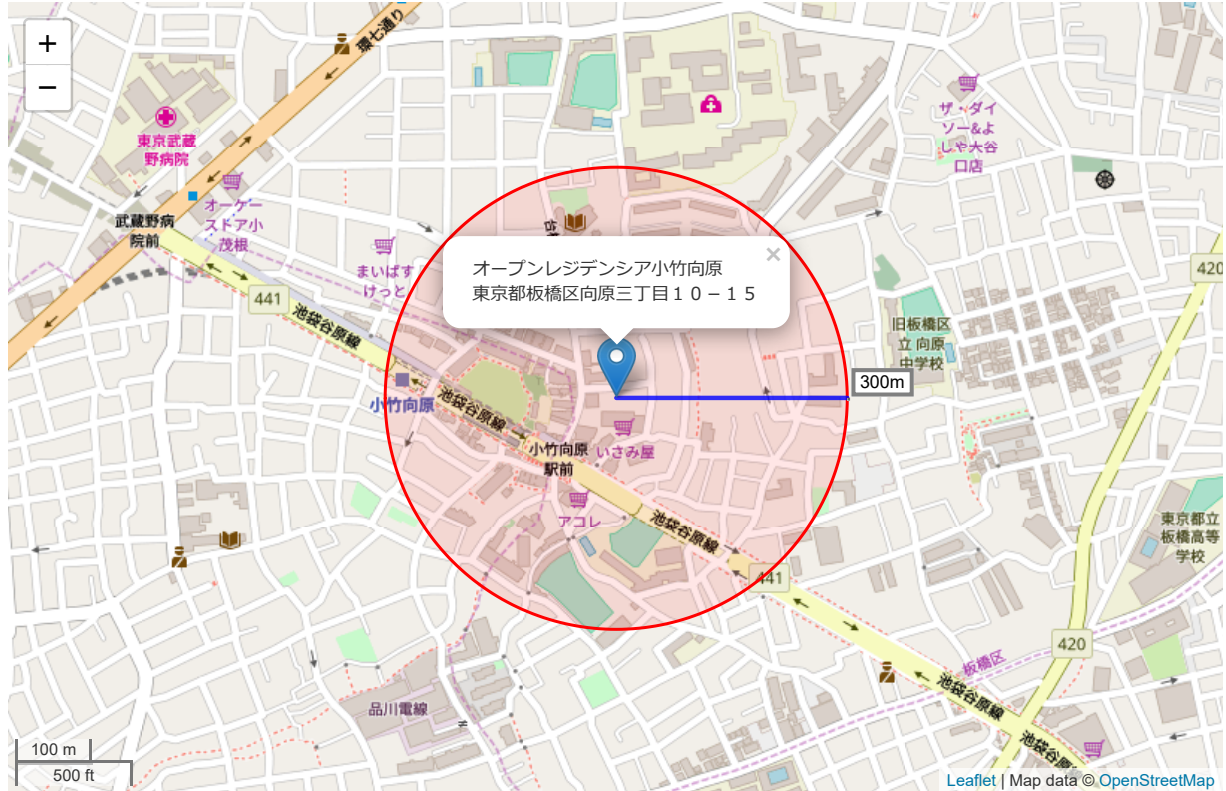 +
−
環七通り
東京武蔵
野病院
オーケー
ストア小
茂根
武蔵野病
院前
まいばす
けっと
441
池袋谷原線
小竹向原
池袋谷原線
ザ・ダイ
ソー&よ
しや大谷
口店
×
オープンレジデンシア小竹向原
東京都板橋区向原三丁目１０－１５
300m
420
旧板橋区
立 向原
中学校
小竹向原
駅前
いさみ屋
アコレ
池袋谷原線
441
東京都立
板橋高等
学校
420
板橋区
池袋谷原線
池袋谷原線
品川電線
100 m
500 ft
Leaflet | Map data © OpenStreetMap